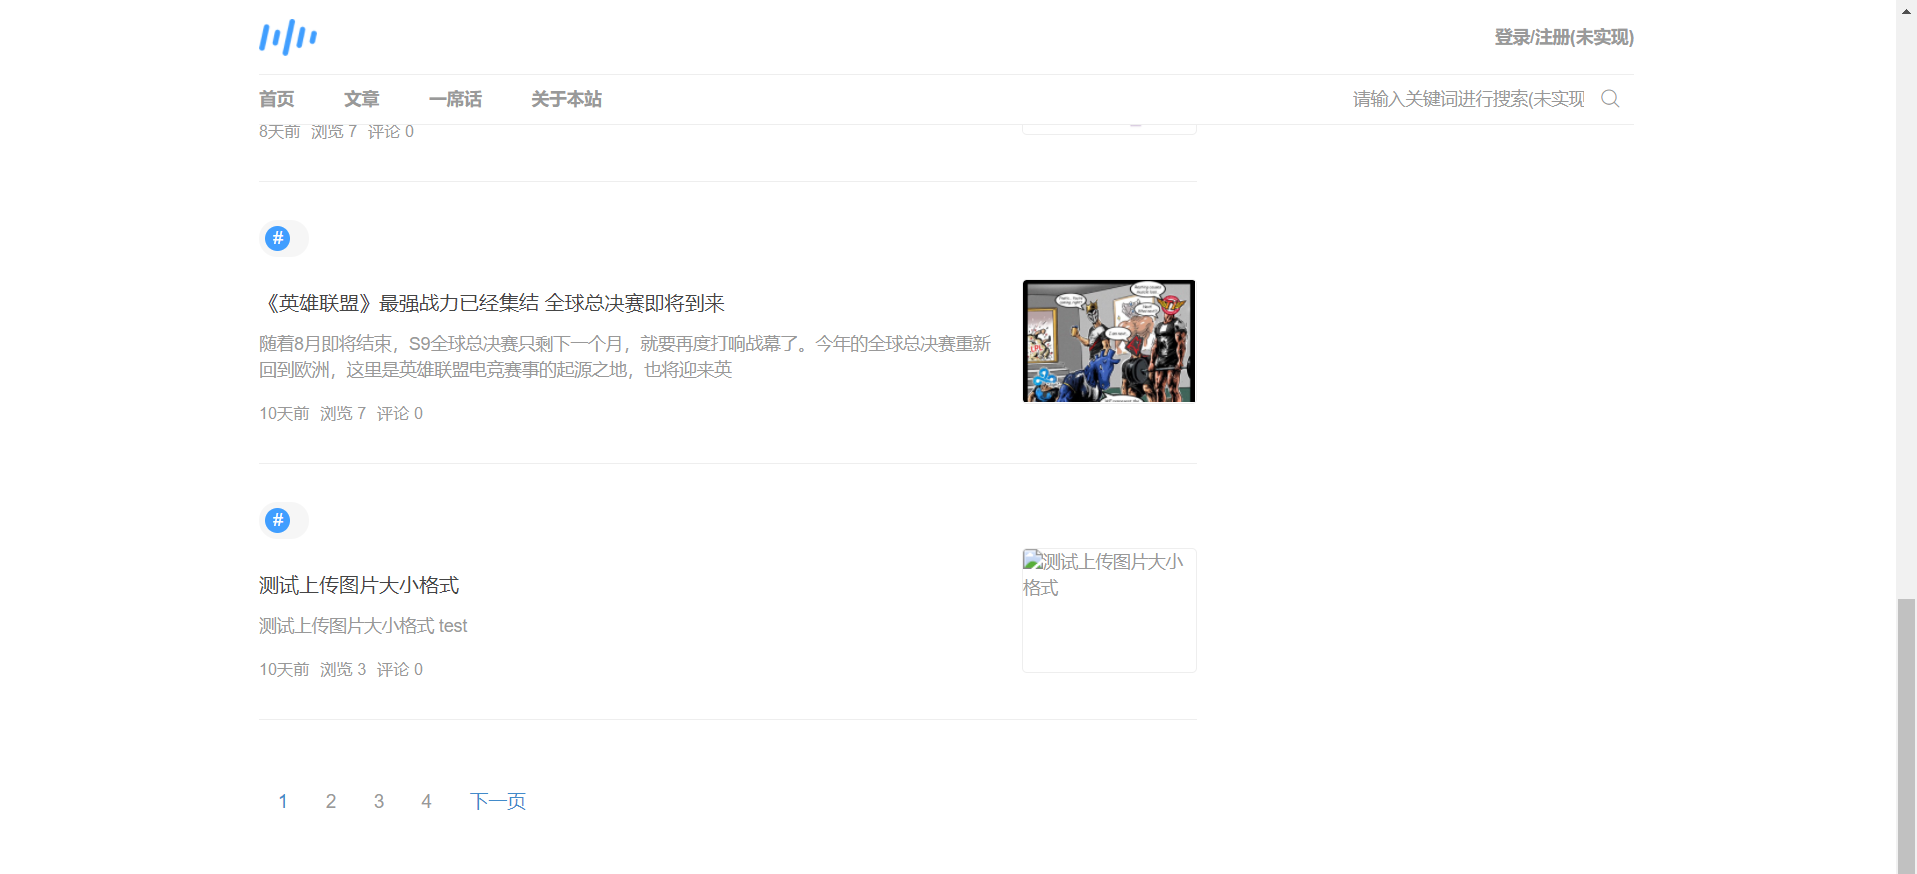 登录/注册(未实现)
首页 文章 一席话 关于本站 请输入关键词进行搜索(未实现
8天前 浏览 7 评论 0
#
《英雄联盟》最强战力已经集结 全球总决赛即将到来
随着8月即将结束，S9全球总决赛只剩下一个月，就要再度打响战幕了。今年的全球总决赛重新
回到欧洲，这里是英雄联盟电竞赛事的起源之地，也将迎来英
10天前 浏览 7 评论 0
#
测试上传图片大小格式
测试上传图片大小格式 test
10天前 浏览 3 评论 0
测试上传图片大小
格式
1 2 3 4 下一页